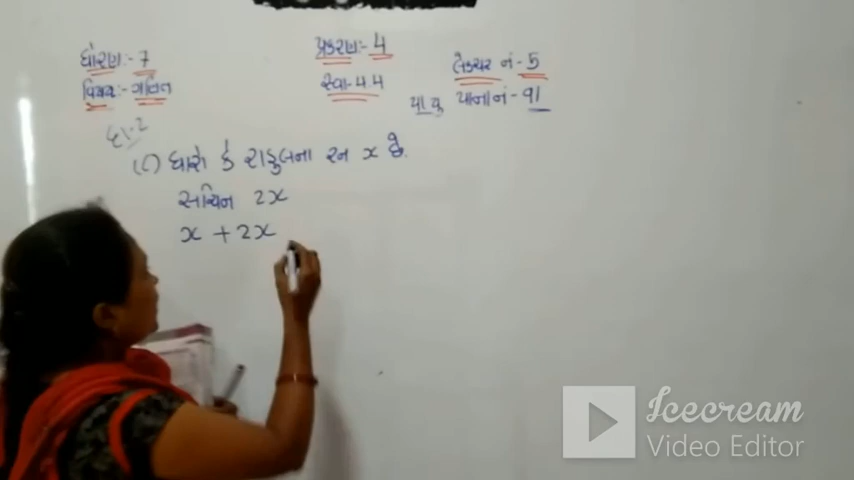 ધોરણ:- 7
પ્રકરણ:- 4
લેક્ચર નં - 5
વિષય:- ગણિત
સ્વા - 4.4
પા પુ પાનાનં - 91
દા-2
(C) ધારો કે રાહુલના રન x છે.
સચિન 2x
x + 2x
Icecream
Video Editor